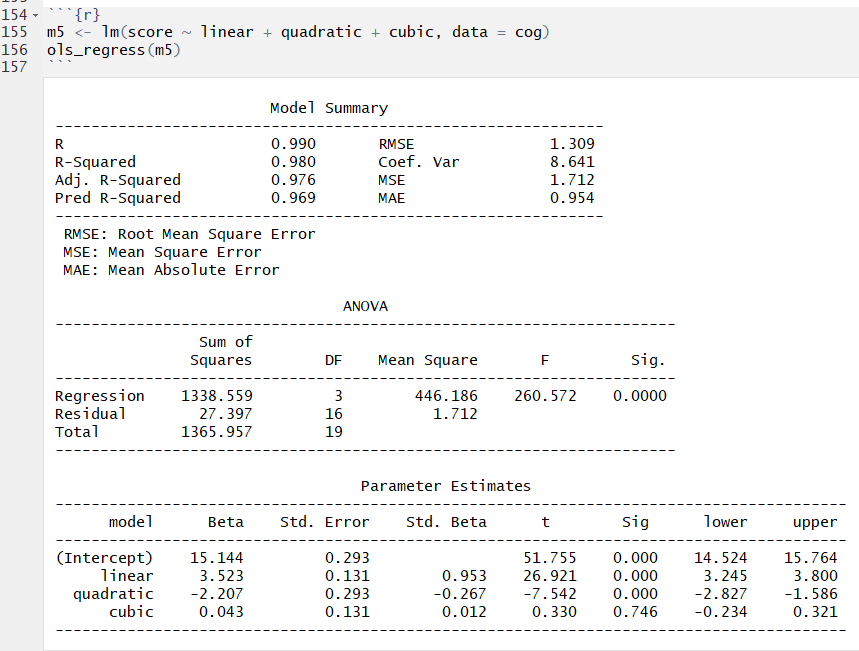 154 ```{r}
155 m5 <- lm(score ~ linear + quadratic + cubic, data = cog)
156 ols_regress(m5)
157 ```
Model Summary
---------------------------------------------------------------
R 0.990 RMSE 1.309
R-Squared 0.980 Coef. Var 8.641
Adj. R-Squared 0.976 MSE 1.712
Pred R-Squared 0.969 MAE 0.954
---------------------------------------------------------------
RMSE: Root Mean Square Error
MSE: Mean Square Error
MAE: Mean Absolute Error
ANOVA
---------------------------------------------------------------------
Sum of
Squares DF Mean Square F Sig.
---------------------------------------------------------------------
Regression 1338.559 3 446.186 260.572 0.0000
Residual 27.397 16 1.712
Total 1365.957 19
---------------------------------------------------------------------
Parameter Estimates
----------------------------------------------------------------------------------------
model Beta Std. Error Std. Beta t Sig lower upper
----------------------------------------------------------------------------------------
(Intercept) 15.144 0.293 51.755 0.000 14.524 15.764
linear 3.523 0.131 0.953 26.921 0.000 3.245 3.800
quadratic -2.207 0.293 -0.267 -7.542 0.000 -2.827 -1.586
cubic 0.043 0.131 0.012 0.330 0.746 -0.234 0.321
----------------------------------------------------------------------------------------